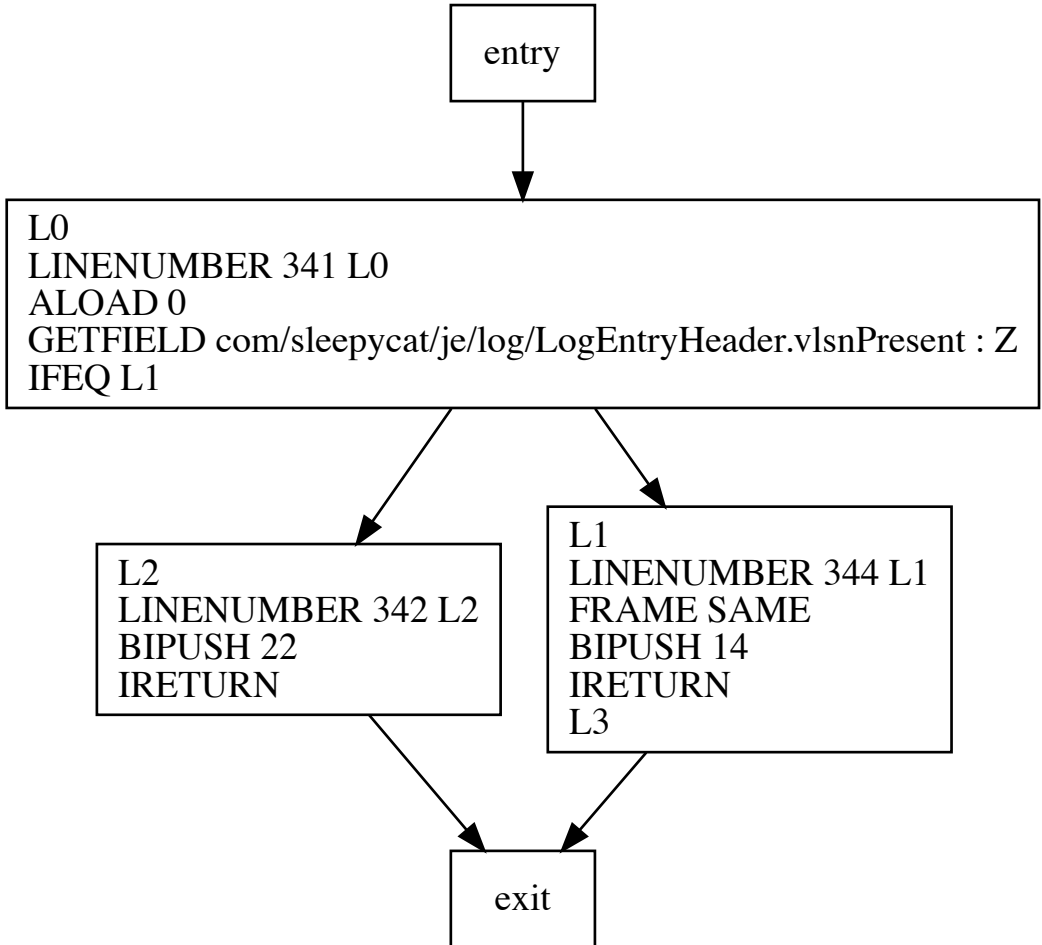 entry
L0
LINENUMBER 341 L0
ALOAD 0
GETFIELD com/sleepycat/je/log/LogEntryHeader.vlsnPresent : Z
IFEQ L1
L2
LINENUMBER 342 L2
BIPUSH 22
IRETURN
L1
LINENUMBER 344 L1
FRAME SAME
BIPUSH 14
IRETURN
L3
exit